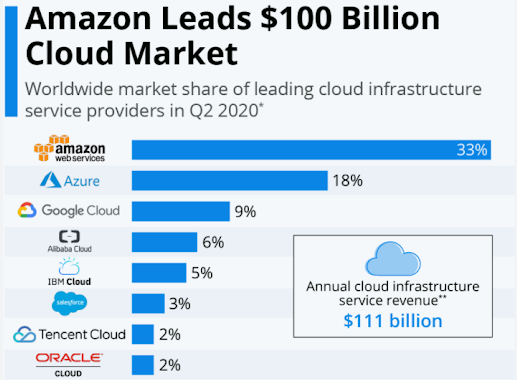 Amazon Leads $100 Billion
Cloud Market
Worldwide market share of leading cloud infrastructure
service providers in Q2 2020*
amazon
web services
33%
Azure
18%
Google Cloud
9%
Alibaba Cloud
6%
IBM Cloud
5%
salesforce
3%
Tencent Cloud
2%
ORACLE
CLOUD
2%
Annual cloud infrastructure
service revenue**
$111 billion